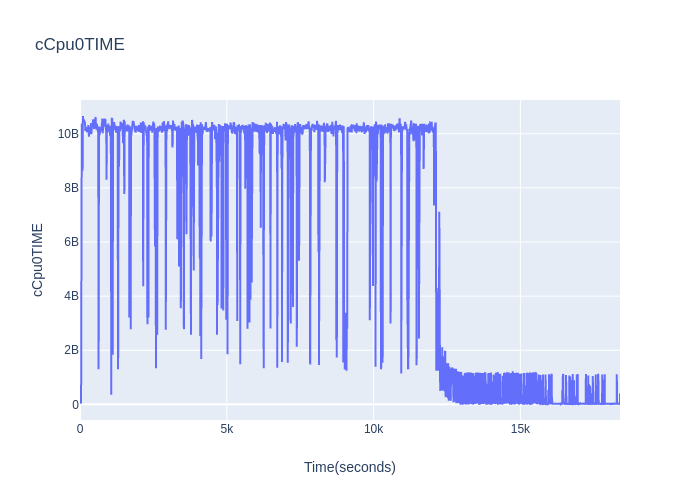 cCpu0TIME
cCpu0TIME
10B
8B
6B
4B
2B
0
0
5k
10k
15k
Time(seconds)